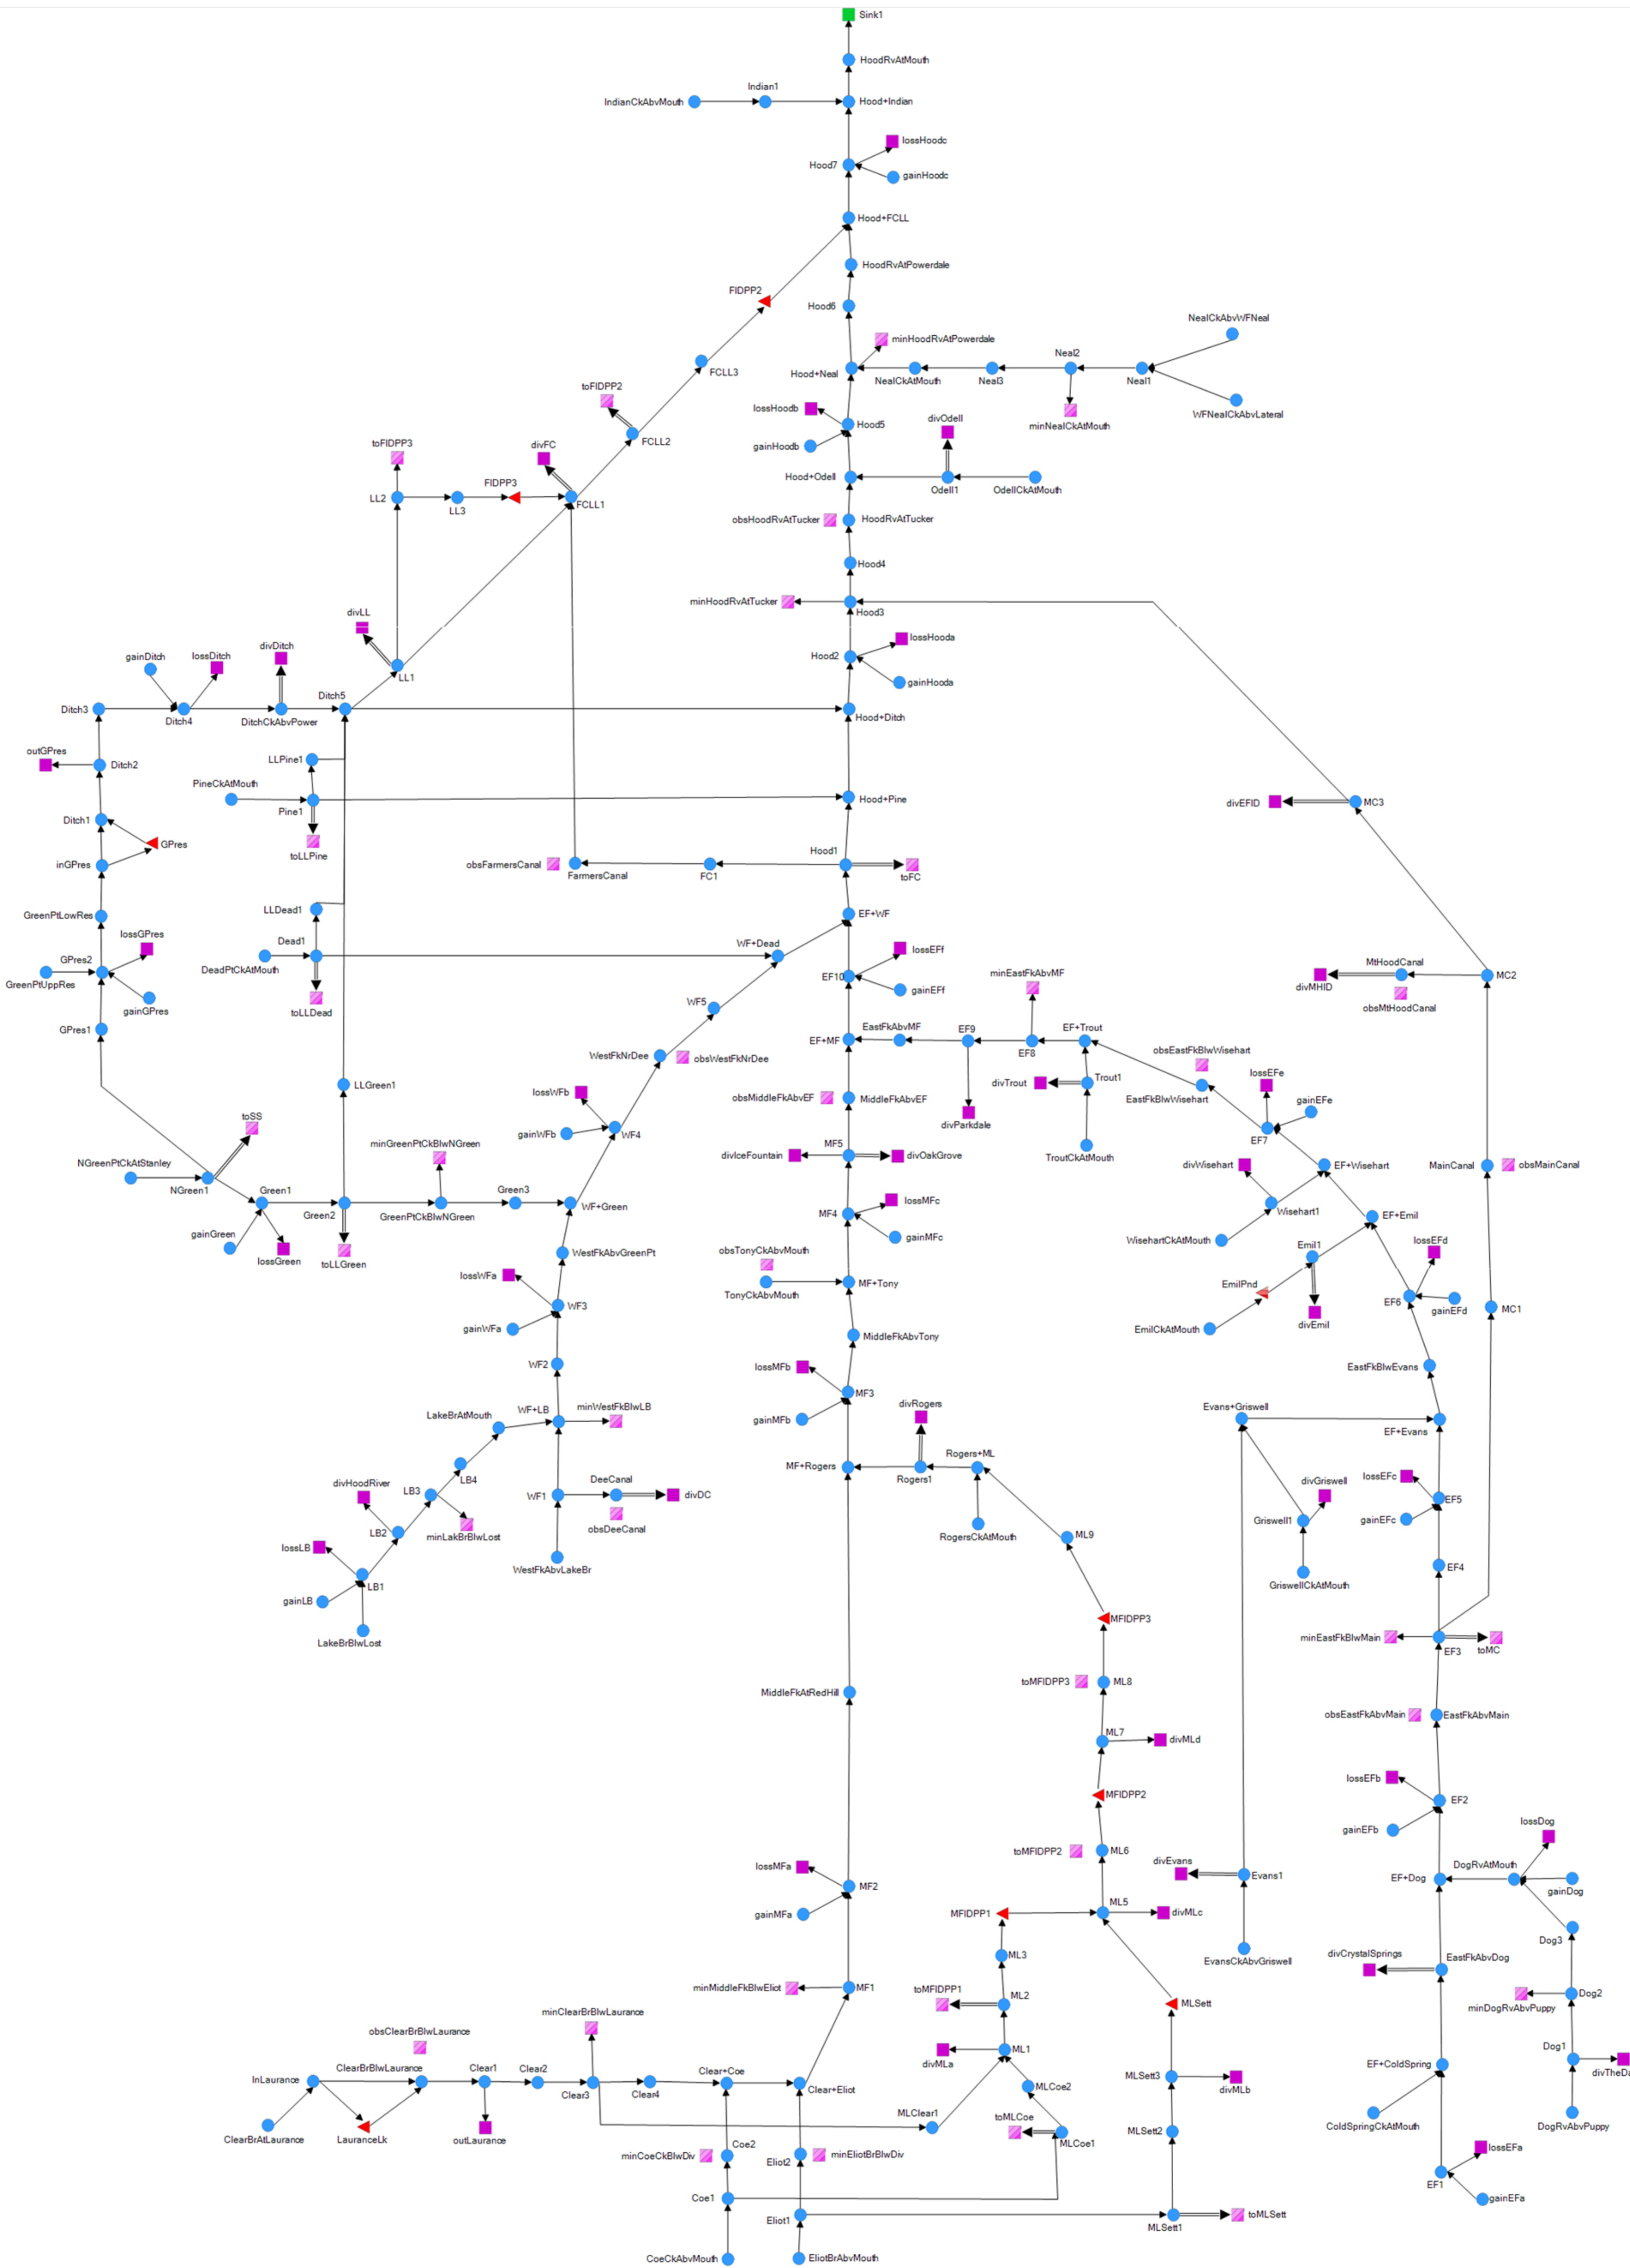 Sink1
HoodRvAtMouth
Indian1
IndianCkAbvMouth
Hood+Indian
lossHoodc
Hood7
gainHoodc
Hood+FCLL
HoodRvAtPowerdale
FIDPP2
Hood6
NealCkAbvWFNeal
minHoodRvAtPowerdale
Neal2
Hood+Neal
FCLL3
NealCkAtMouth
Neal3
Neal1
toFIDPP2
lossHoodb
divOdell
WFNealCkAbvLateral
minNealCkAtMouth
Hood5
toFIDPP3
divFC
FCLL2
gainHoodb
FIDPP3
Hood+Odell
Odell1
OdellCkAtMouth
LL2
LL3
FCLL1
obsHoodRvAtTucker
HoodRvAtTucker
Hood4
minHoodRvAtTucker
Hood3
divLL
lossHooda
divDitch
gainDitch
lossDitch
Hood2
LL1
gainHooda
Ditch5
Ditch3
Ditch4
DitchCkAbvPower
Hood+Ditch
outGPres
LLPine1
Ditch2
PineCkAtMouth
Hood+Pine
divEFID
MC3
Pine1
Ditch1
GPres
toLLPine
Hood1
inGPres
obsFarmersCanal
FarmersCanal
FC1
toFC
LLDead1
GreenPtLowRes
EF+WF
lossGPres
Dead1
WF+Dead
lossEFf
GPres2
DeadPtCkAtMouth
EF10
minEastFkAbvMF
MtHoodCanal
MC2
GreenPtUppRes
divMHID
gainEFf
gainGPres
toLLDead
WF5
obsMtHoodCanal
GPres1
EF9
EF+Trout
EastFkAbvMF
EF+MF
EF8
obsEastFkBlwWisehart
WestFkNrDee
obsWestFkNrDee
lossEFe
LLGreen1
lossWFb
divTrout
Trout1
obsMiddleFkAbvEF
MiddleFkAbvEF
EastFkBlwWisehart
gainEFe
toSS
divParkdale
gainWFb
WF4
EF7
minGreenPtCkBlwNGreen
MF5
TroutCkAtMouth
divIceFountain
divOakGrove
NGreenPtCkAtStanley
divWisehart
EF+Wisehart
MainCanal
obsMainCanal
NGreen1
Green1
Green3
lossMFc
Green2
GreenPtCkBlwNGreen
WF+Green
MF4
Wisehart1
EF+Emil
gainGreen
gainMFc
WisehartCkAtMouth
lossEFd
Emil1
lossGreen
toLLGreen
WestFkAbvGreenPt
obsTonyCkAbvMouth
lossWFa
MF+Tony
EmilPnd
TonyCkAbvMouth
WF3
EF6
MC1
gainEFd
gainWFa
EmilCkAtMouth
divEmil
MiddleFkAbvTony
WF2
lossMFb
EastFkBlwEvans
MF3
divRogers
LakeBrAtMouth
WF+LB
minWestFkBlwLB
gainMFb
Evans+Griswell
EF+Evans
Rogers+ML
LB4
MF+Rogers
Rogers1
lossEFc
divHoodRiver
LB3
DeeCanal
divDC
divGriswell
WF1
EF5
obsDeeCanal
gainEFc
LB2
minLakBrBlwLost
RogersCkAtMouth
ML9
Griswell1
lossLB
WestFkAbvLakeBr
EF4
LB1
GriswellCkAtMouth
gainLB
MFIDPP3
LakeBrBlwLost
minEastFkBlwMain
EF3
toMC
toMFIDPP3
ML8
MiddleFkAtRedHill
obsEastFkAbvMain
EastFkAbvMain
ML7
divMLd
lossEFb
MFIDPP2
EF2
lossDog
gainEFb
toMFIDPP2
ML6
divEvans
DogRvAtMouth
lossMFa
Evans1
EF+Dog
MF2
gainDog
MFIDPP1
ML5
divMLc
gainMFa
Dog3
ML3
divCrystalSprings
EastFkAbvDog
EvansCkAbvGriswell
minMiddleFkBlwEliot
MF1
toMFIDPP1
ML2
MLSett
Dog2
minDogRvAbvPuppy
minClearBrBlwLaurance
obsClearBrBlwLaurance
ML1
Dog1
divMLa
EF+ColdSpring
divTheDa
ClearBrBlwLaurance
Clear1
Clear2
Clear+Coe
InLaurance
Clear3
Clear4
Clear+Eliot
MLCoe2
MLSett3
divMLb
MLClear1
toMLCoe
ClearBrAtLaurance
LauranceLk
outLaurance
ColdSpringCkAtMouth
DogRvAbvPuppy
MLCoe1
MLSett2
Coe2
minCoeCkBlwDiv
Eliot2
minEliotBrBlwDiv
lossEFa
EF1
Coe1
gainEFa
Eliot1
MLSett1
toMLSett
CoeCkAbvMouth
EliotBrAbvMouth